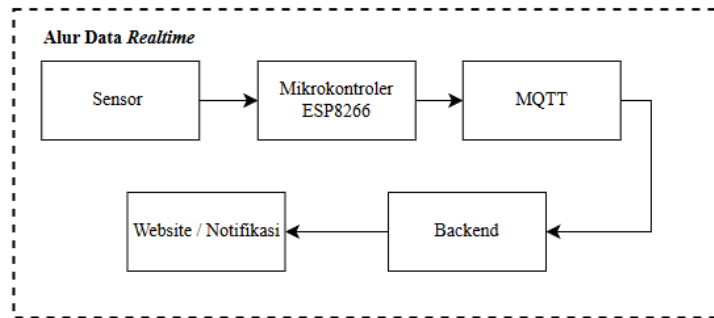 Alur Data Realtime
Sensor
Mikrokontroler
ESP8266
MQTT
Website / Notifikasi
Backend